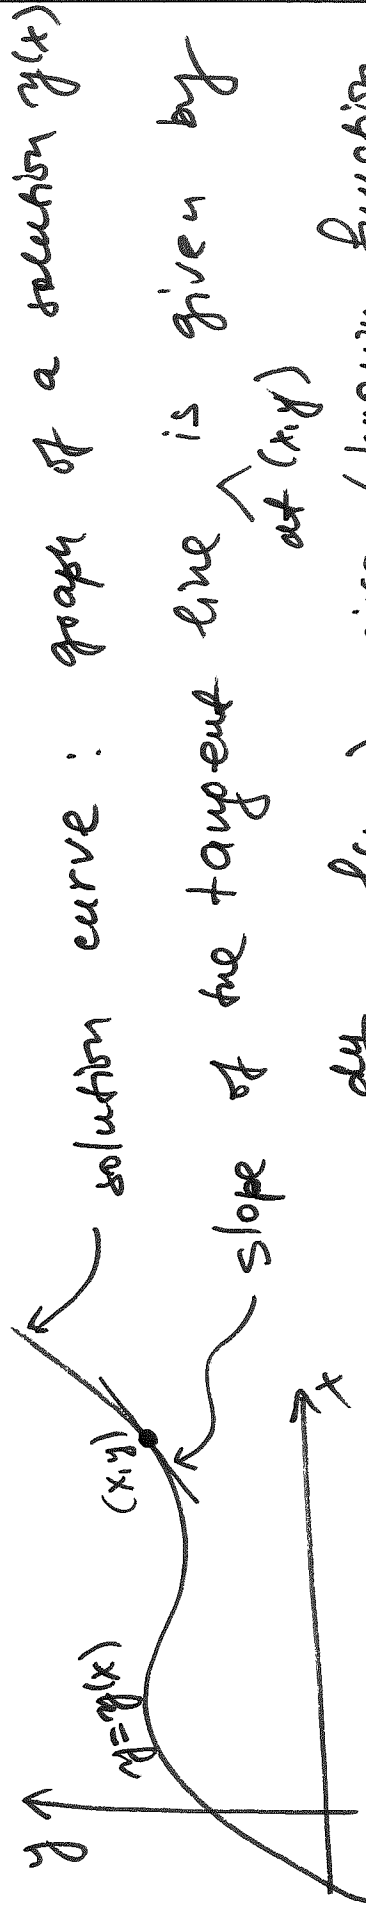 y
y=y(x)
(x,y)
x
solution curve : graph of a solution y(x)
slope of the tangent line ^ is given by
at (x,y)